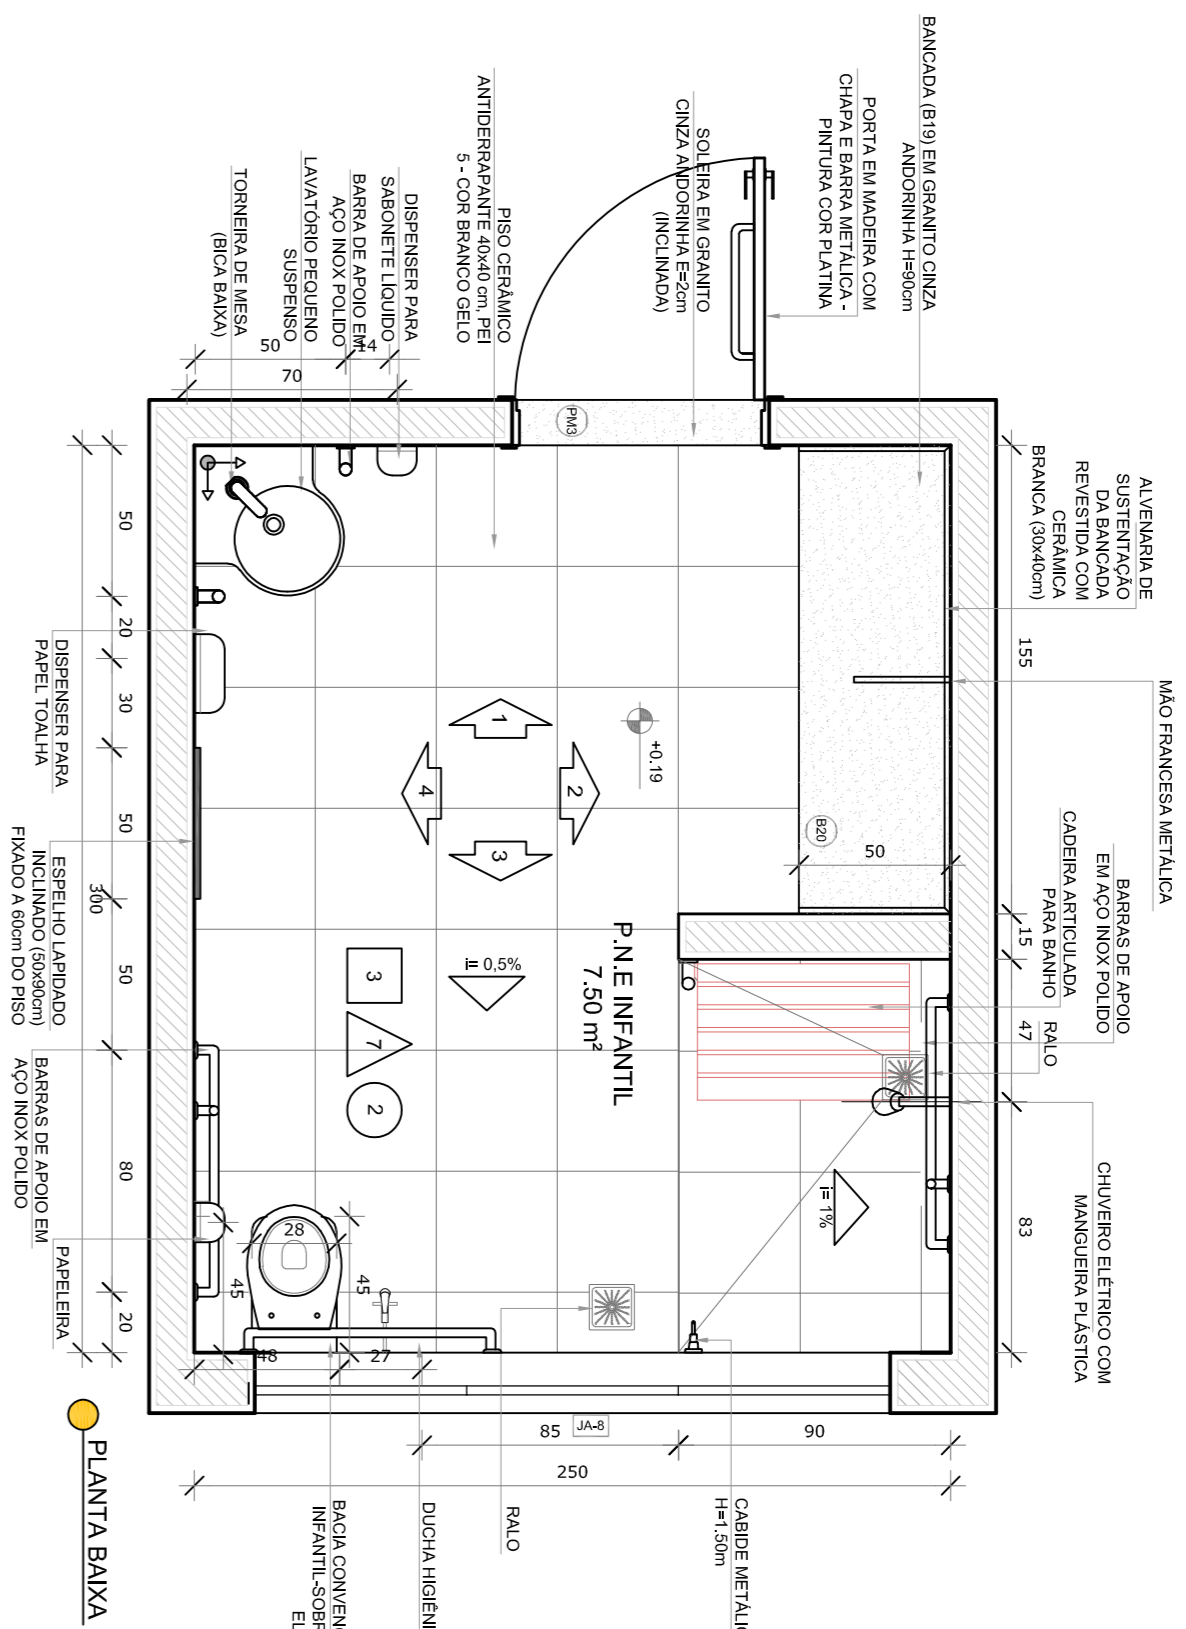 BANCADA (B19) EM GRANITO CINZA
ANDORINHA H=90cm
PORTA EM MADEIRA COM
CHAPA E BARRA METÁLICA -
PINTURA COR PLATINA
SOLEIRA EM GRANITO
CINZA ANDORINHA E=2cm
(INCLINADA)
PISO CERÂMICO
ANTIDERRAPANTE 40x40 cm, PEI
5 - COR BRANCO GELO
DISPENSER PARA
SABONETE LÍQUIDO
BARRA DE APOIO EM
AÇO INOX POLIDO
LAVATÓRIO PEQUENO
SUSPENSO
TORNEIRA DE MESA
(BICA BAIXA)
50
14
70
PM3
ALVENARIA DE
SUSTENTAÇÃO
DA BANCADA
REVESTIDA COM
CERÂMICA
BRANCA (30x40cm)
MÃO FRANCESA METÁLICA
CADEIRA ARTICULADA
PARA BANHO
BARRAS DE APOIO
EM AÇO INOX POLIDO
RALO
CHUVEIRO ELÉTRICO COM
MANGUEIRA PLÁSTICA
155
15
47
83
B20
50
+0.19
1
2
3
4
P.N.E INFANTIL
7.50 m²
i= 0,5%
3
7
2
i= 1%
28
45
45
48
27
50
20
30
50
50
80
20
300
DISPENSER PARA
PAPEL TOALHA
ESPELHO LAPIDADO
INCLINADO (50x90cm)
FIXADO A 60cm DO PISO
BARRAS DE APOIO EM
AÇO INOX POLIDO
PAPELEIRA
JA-8
85
90
250
CABIDE METÁLIC
H=1.50m
RALO
DUCHA HIGIÊNI
BACIA CONVENC
INFANTIL-SOBR
EL
PLANTA BAIXA